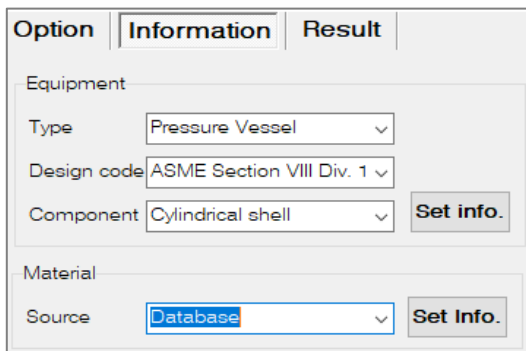 Option Information Result
Equipment
Type Pressure Vessel
Design code ASME Section VIII Div. 1
Component Cylindrical shell Set info.
Material
Source Database Set Info.